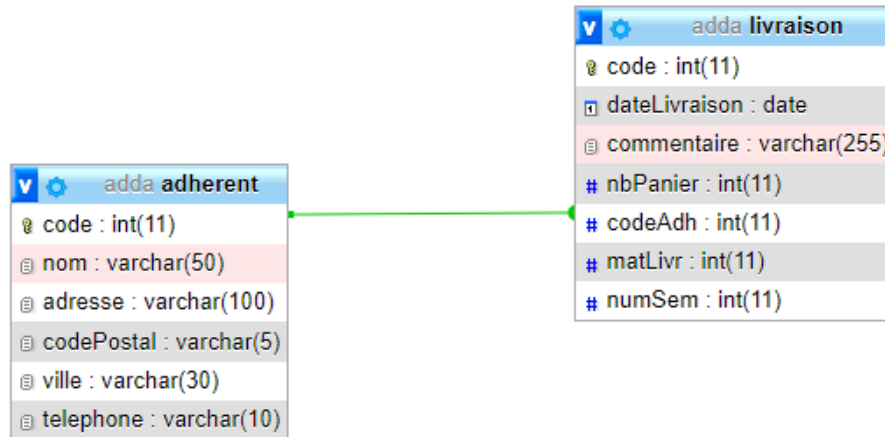 adda livraison
code : int(11)
dateLivraison : date
commentaire : varchar(255)
nbPanier : int(11)
codeAdh : int(11)
matLivr : int(11)
numSem : int(11)
adda adherent
code : int(11)
nom : varchar(50)
adresse : varchar(100)
codePostal : varchar(5)
ville : varchar(30)
telephone : varchar(10)